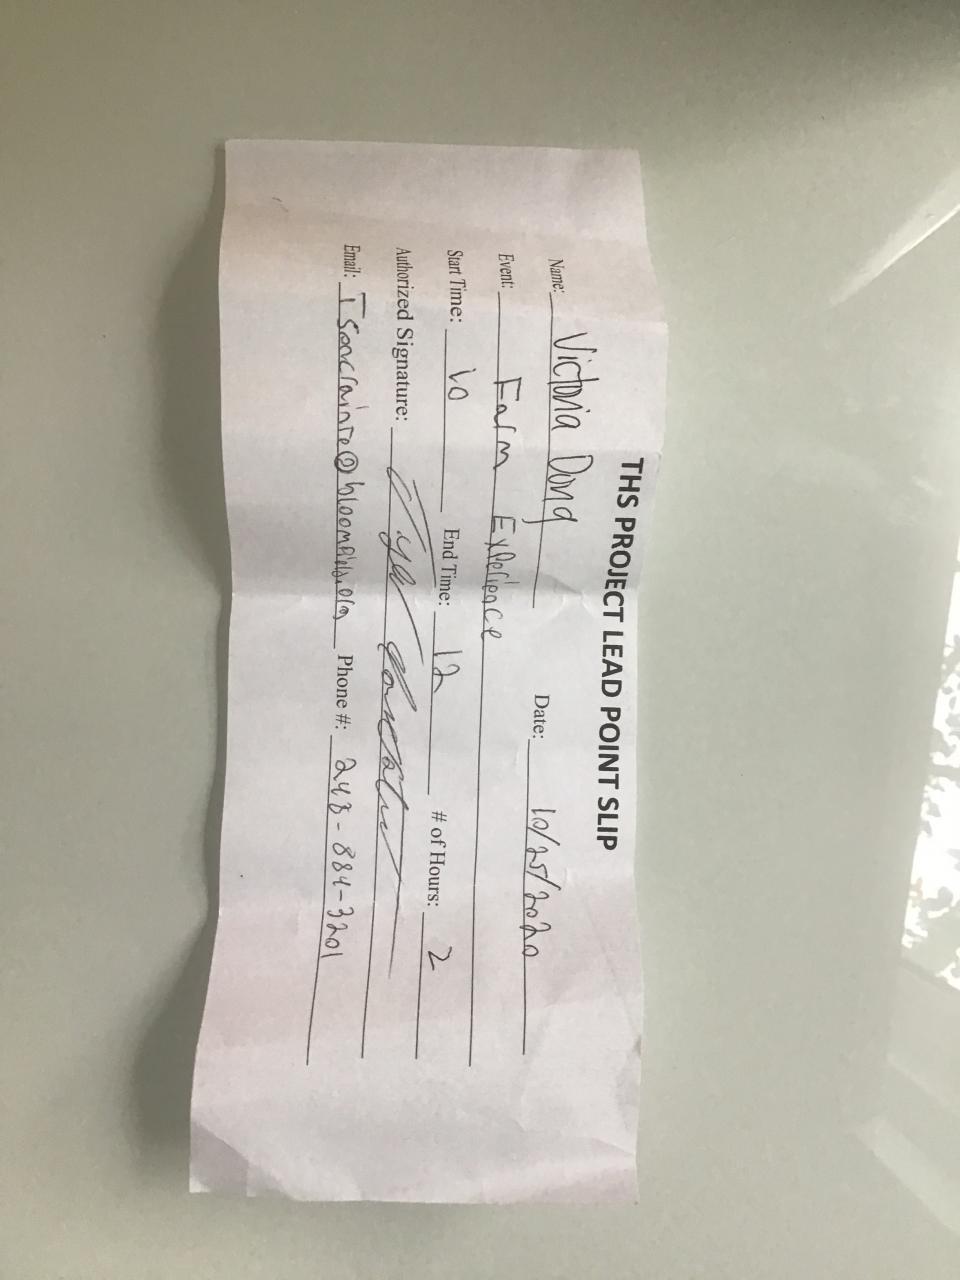 THS PROJECT LEAD POINT SLIP
Name: Victoria Dong Date: 10/25/2020
Event: Farm Experience
Start Time: 10 End Time: 12 # of Hours: 2
Authorized Signature:
Email: Phone #: 248-884-3201